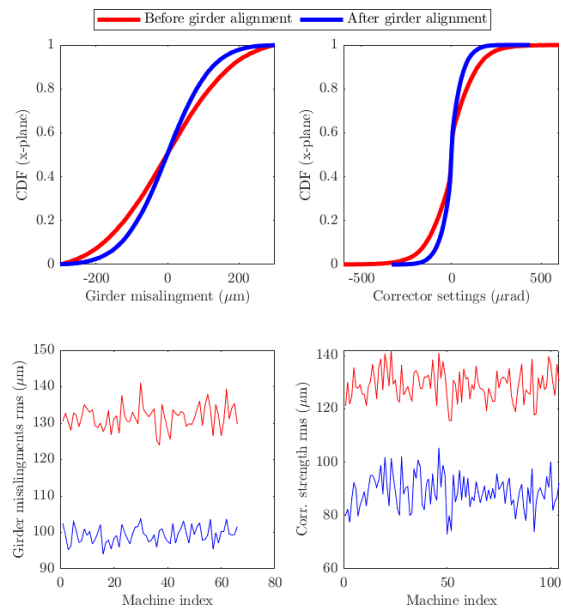 Before girder alignment After girder alignment
1
0.8
0.6
0.4
0.2
0
CDF (x-plane)
-200 0 200
Girder misalingment (μm)
1
0.8
0.6
0.4
0.2
0
CDF (x-plane)
-500 0 500
Corrector settings (μrad)
150
140
130
120
110
100
90
Girder misalingments rms (μm)
0 20 40 60 80
Machine index
140
120
100
80
60
Corr. strength rms (μm)
0 50 100
Machine index